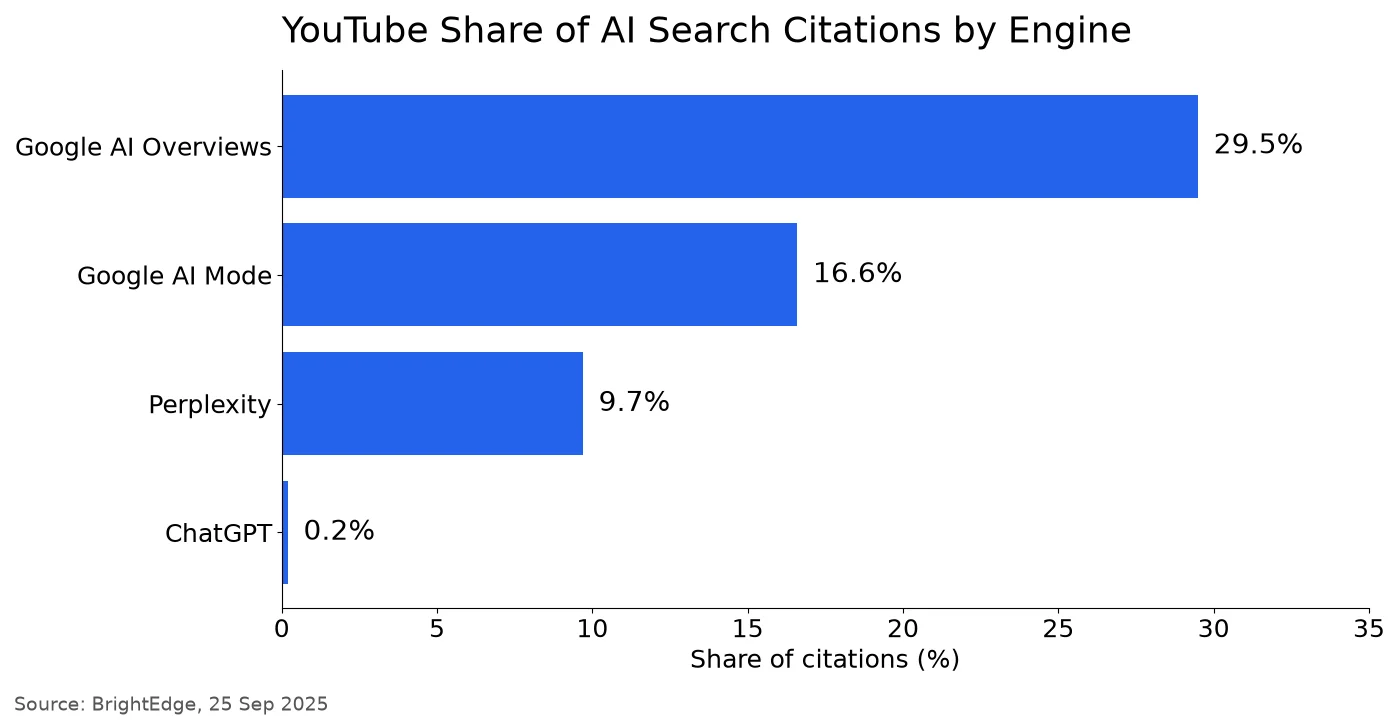 YouTube Share of AI Search Citations by Engine
Google AI Overviews
29.5%
Google AI Mode
16.6%
Perplexity
9.7%
ChatGPT
0.2%
0 5 10 15 20 25 30 35
Share of citations (%)
Source: BrightEdge, 25 Sep 2025